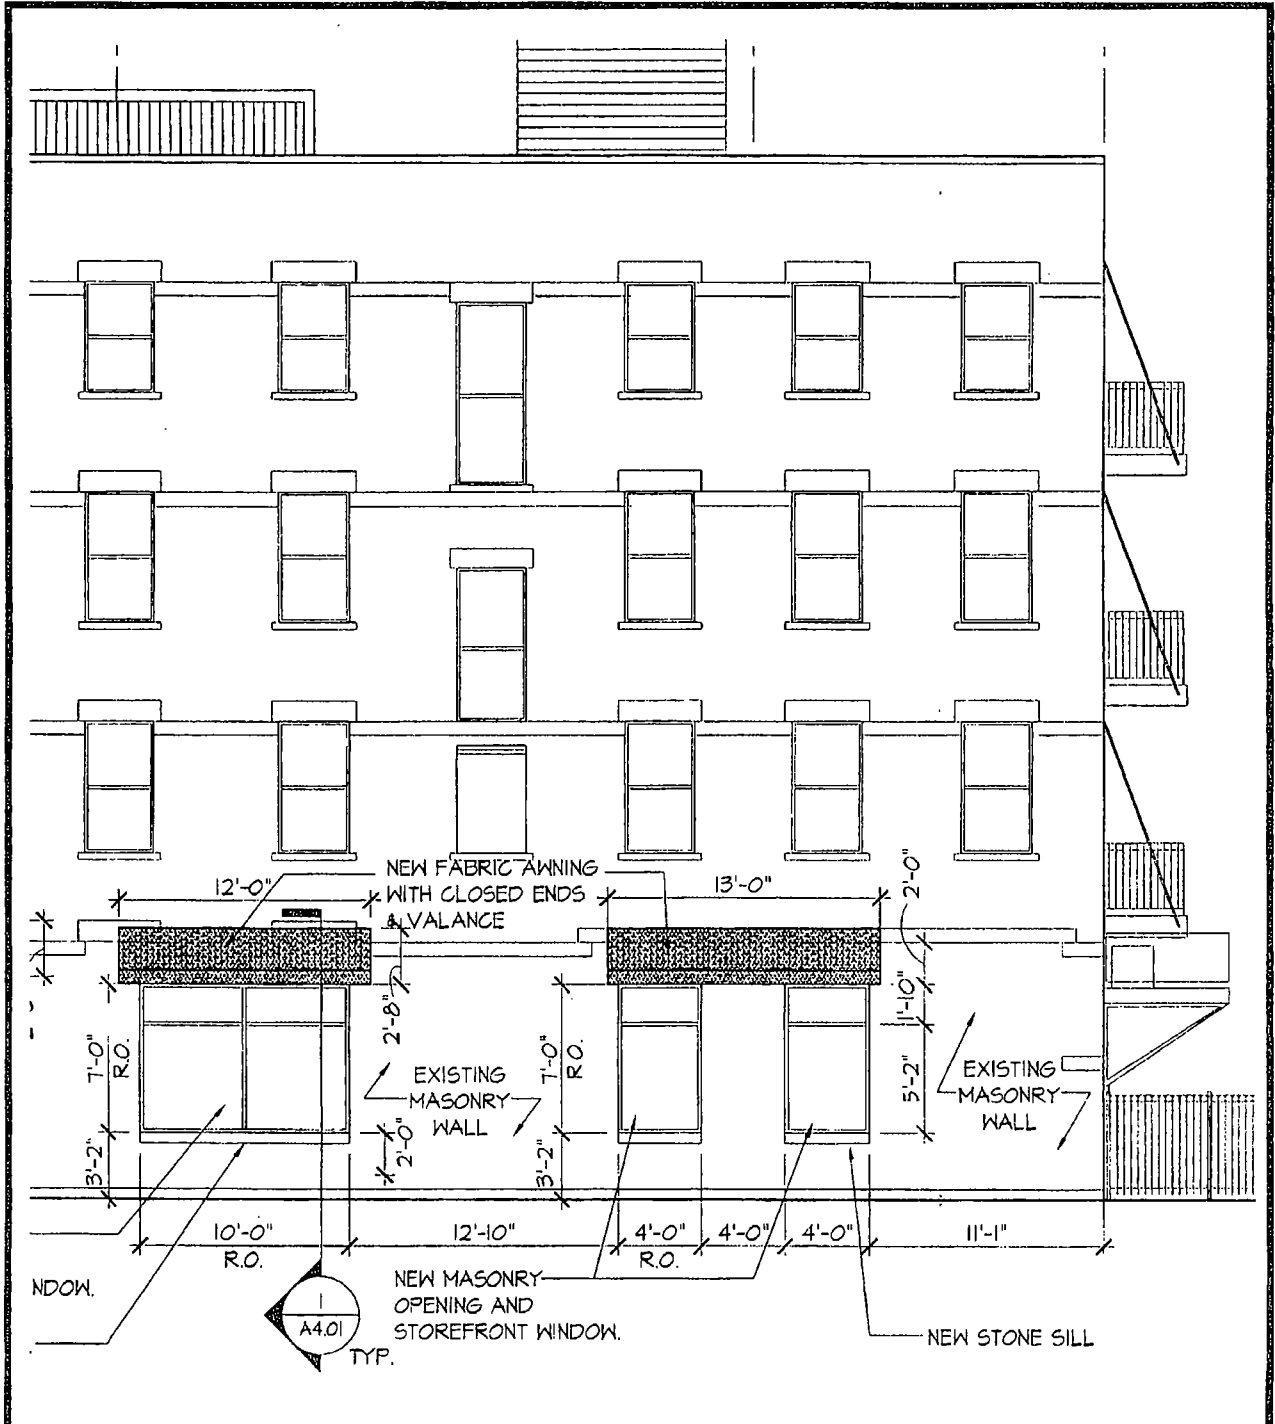 NEW FABRIC AWNING
WITH CLOSED ENDS
& VALANCE
12'-0"
13'-0"
2'-0"
2'-8"
1'-10"
7'-0"
R.O.
7'-0"
R.O.
5'-2"
EXISTING
MASONRY
WALL
EXISTING
MASONRY
WALL
3'-2"
2'-0"
3'-2"
10'-0"
R.O.
12'-10"
4'-0"
R.O.
4'-0"
4'-0"
11'-1"
NDOW.
1
A4.01
TYP.
NEW MASONRY
OPENING AND
STOREFRONT WINDOW.
NEW STONE SILL